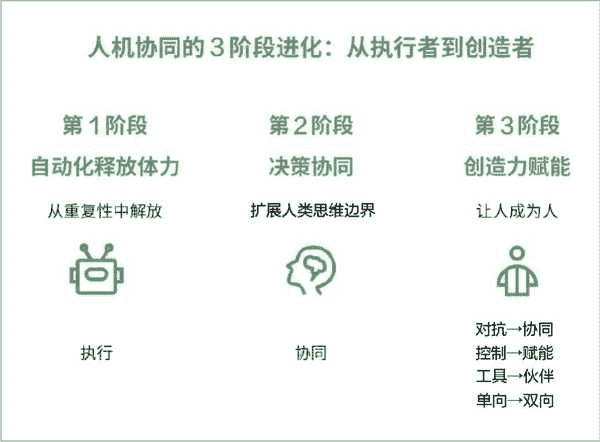 人机协同的3阶段进化：从执行者到创造者
第1阶段
自动化释放体力
从重复性中解放
执行
第2阶段
决策协同
扩展人类思维边界
协同
第3阶段
创造力赋能
让人成为人
对抗→协同
控制→赋能
工具→伙伴
单向→双向